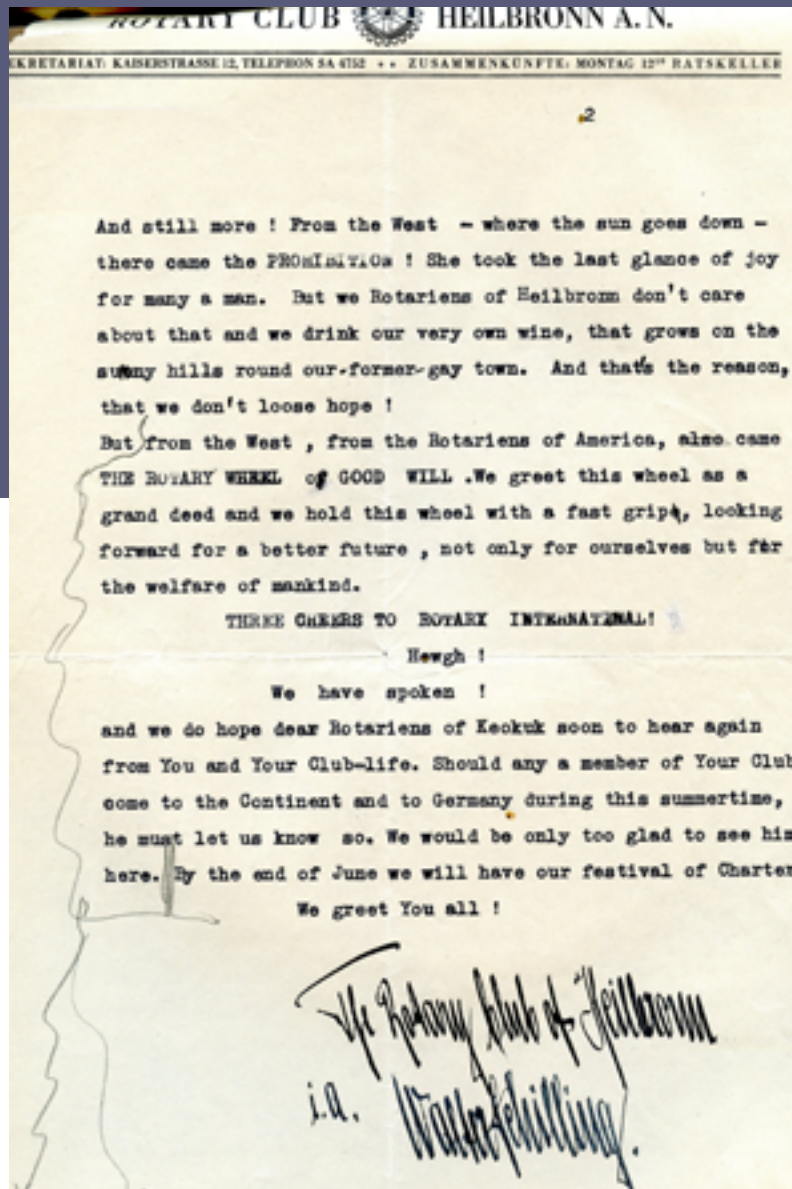 ROTARY CLUB HEILBRONN A. N.
EKRETARIAT: KAISERSTRASSE 12, TELEPHON SA 4752 ++ ZUSAMMENKÜNFTE: MONTAG 12¹⁵ RATSKELLER
2
And still more ! From the West - where the sun goes down -
there came the PROHIBITION ! She took the last glance of joy
for many a man. But we Rotariens of Heilbronn don't care
about that and we drink our very own wine, that grows on the
sunny hills round our-former-gay town. And that's the reason,
that we don't loose hope !
But from the West , from the Rotariens of America, also came
THE ROTARY WHEEL of GOOD WILL .We greet this wheel as a
grand deed and we hold this wheel with a fast grip, looking
forward for a better future , not only for ourselves but for
the welfare of mankind.
THREE CHEERS TO ROTARY INTERNATINAL!
Howgh !
We have spoken !
and we do hope dear Rotariens of Keokuk soon to hear again
from You and Your Club-life. Should any a member of Your Club
come to the Continent and to Germany during this summertime,
he must let us know so. We would be only too glad to see him
here. By the end of June we will have our festival of Charter
We greet You all !
The Rotary Club of Heilbronn
i.A. Walter Schilling.